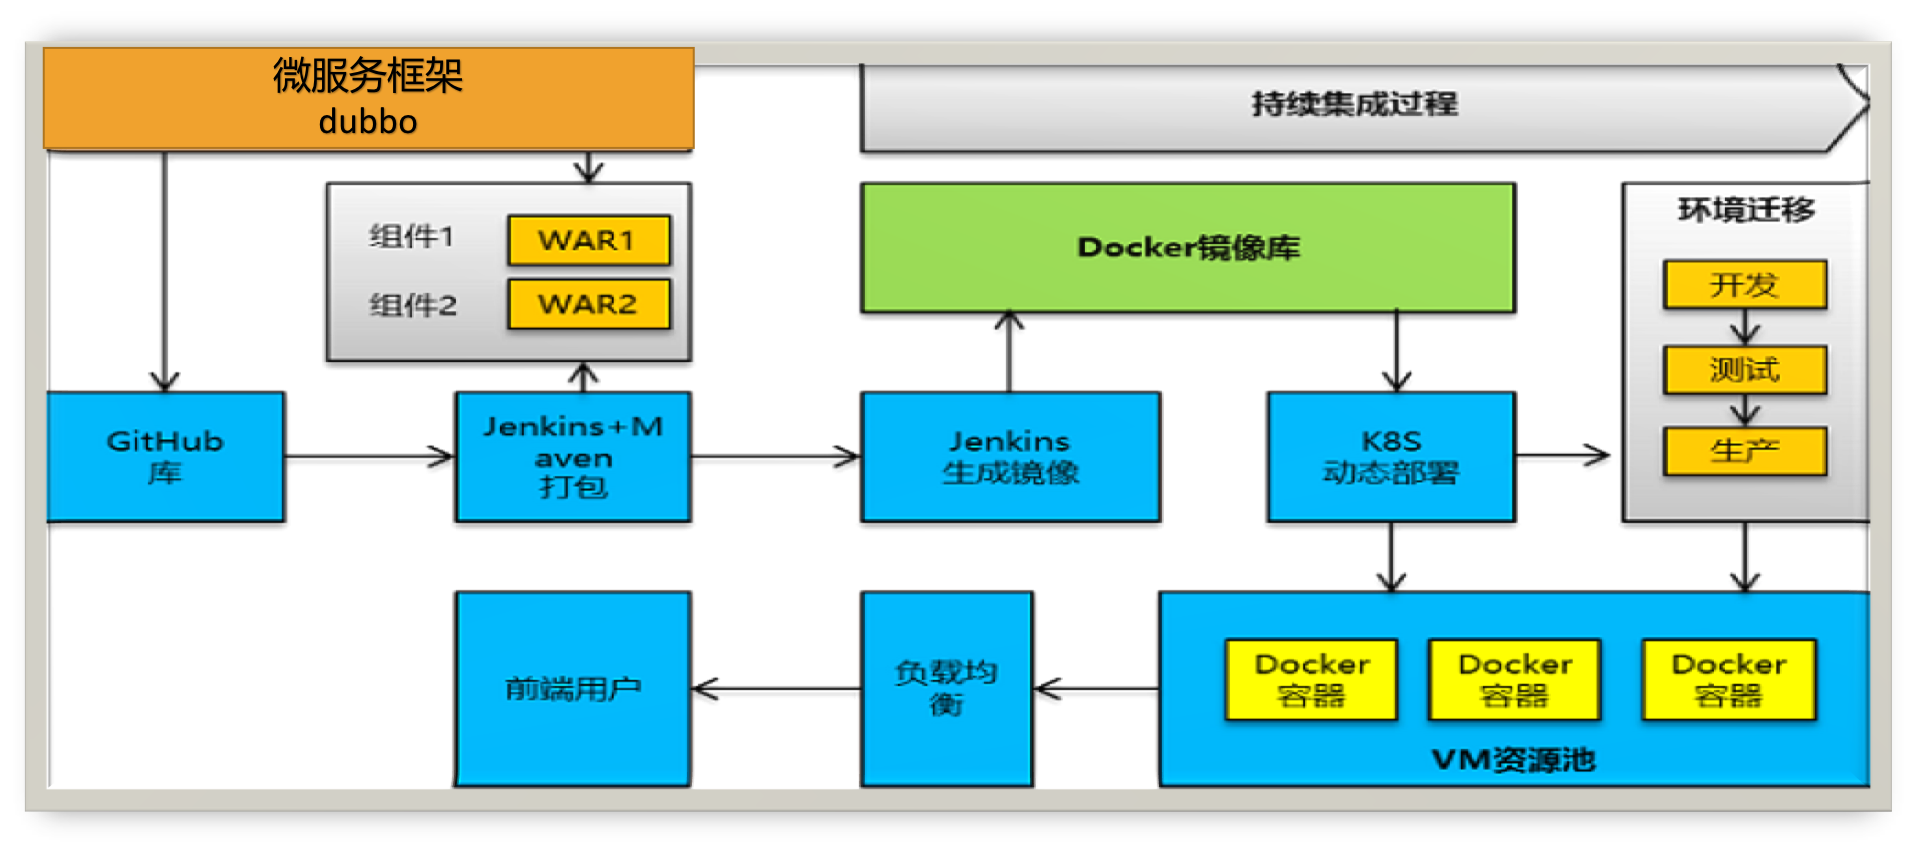 微服务框架
dubbo
持续集成过程
组件1
WAR1
组件2
WAR2
Docker镜像库
环境迁移
开发
测试
生产
GitHub
库
Jenkins+M
aven
打包
Jenkins
生成镜像
K8S
动态部署
前端用户
负载均
衡
Docker
容器
Docker
容器
Docker
容器
VM资源池